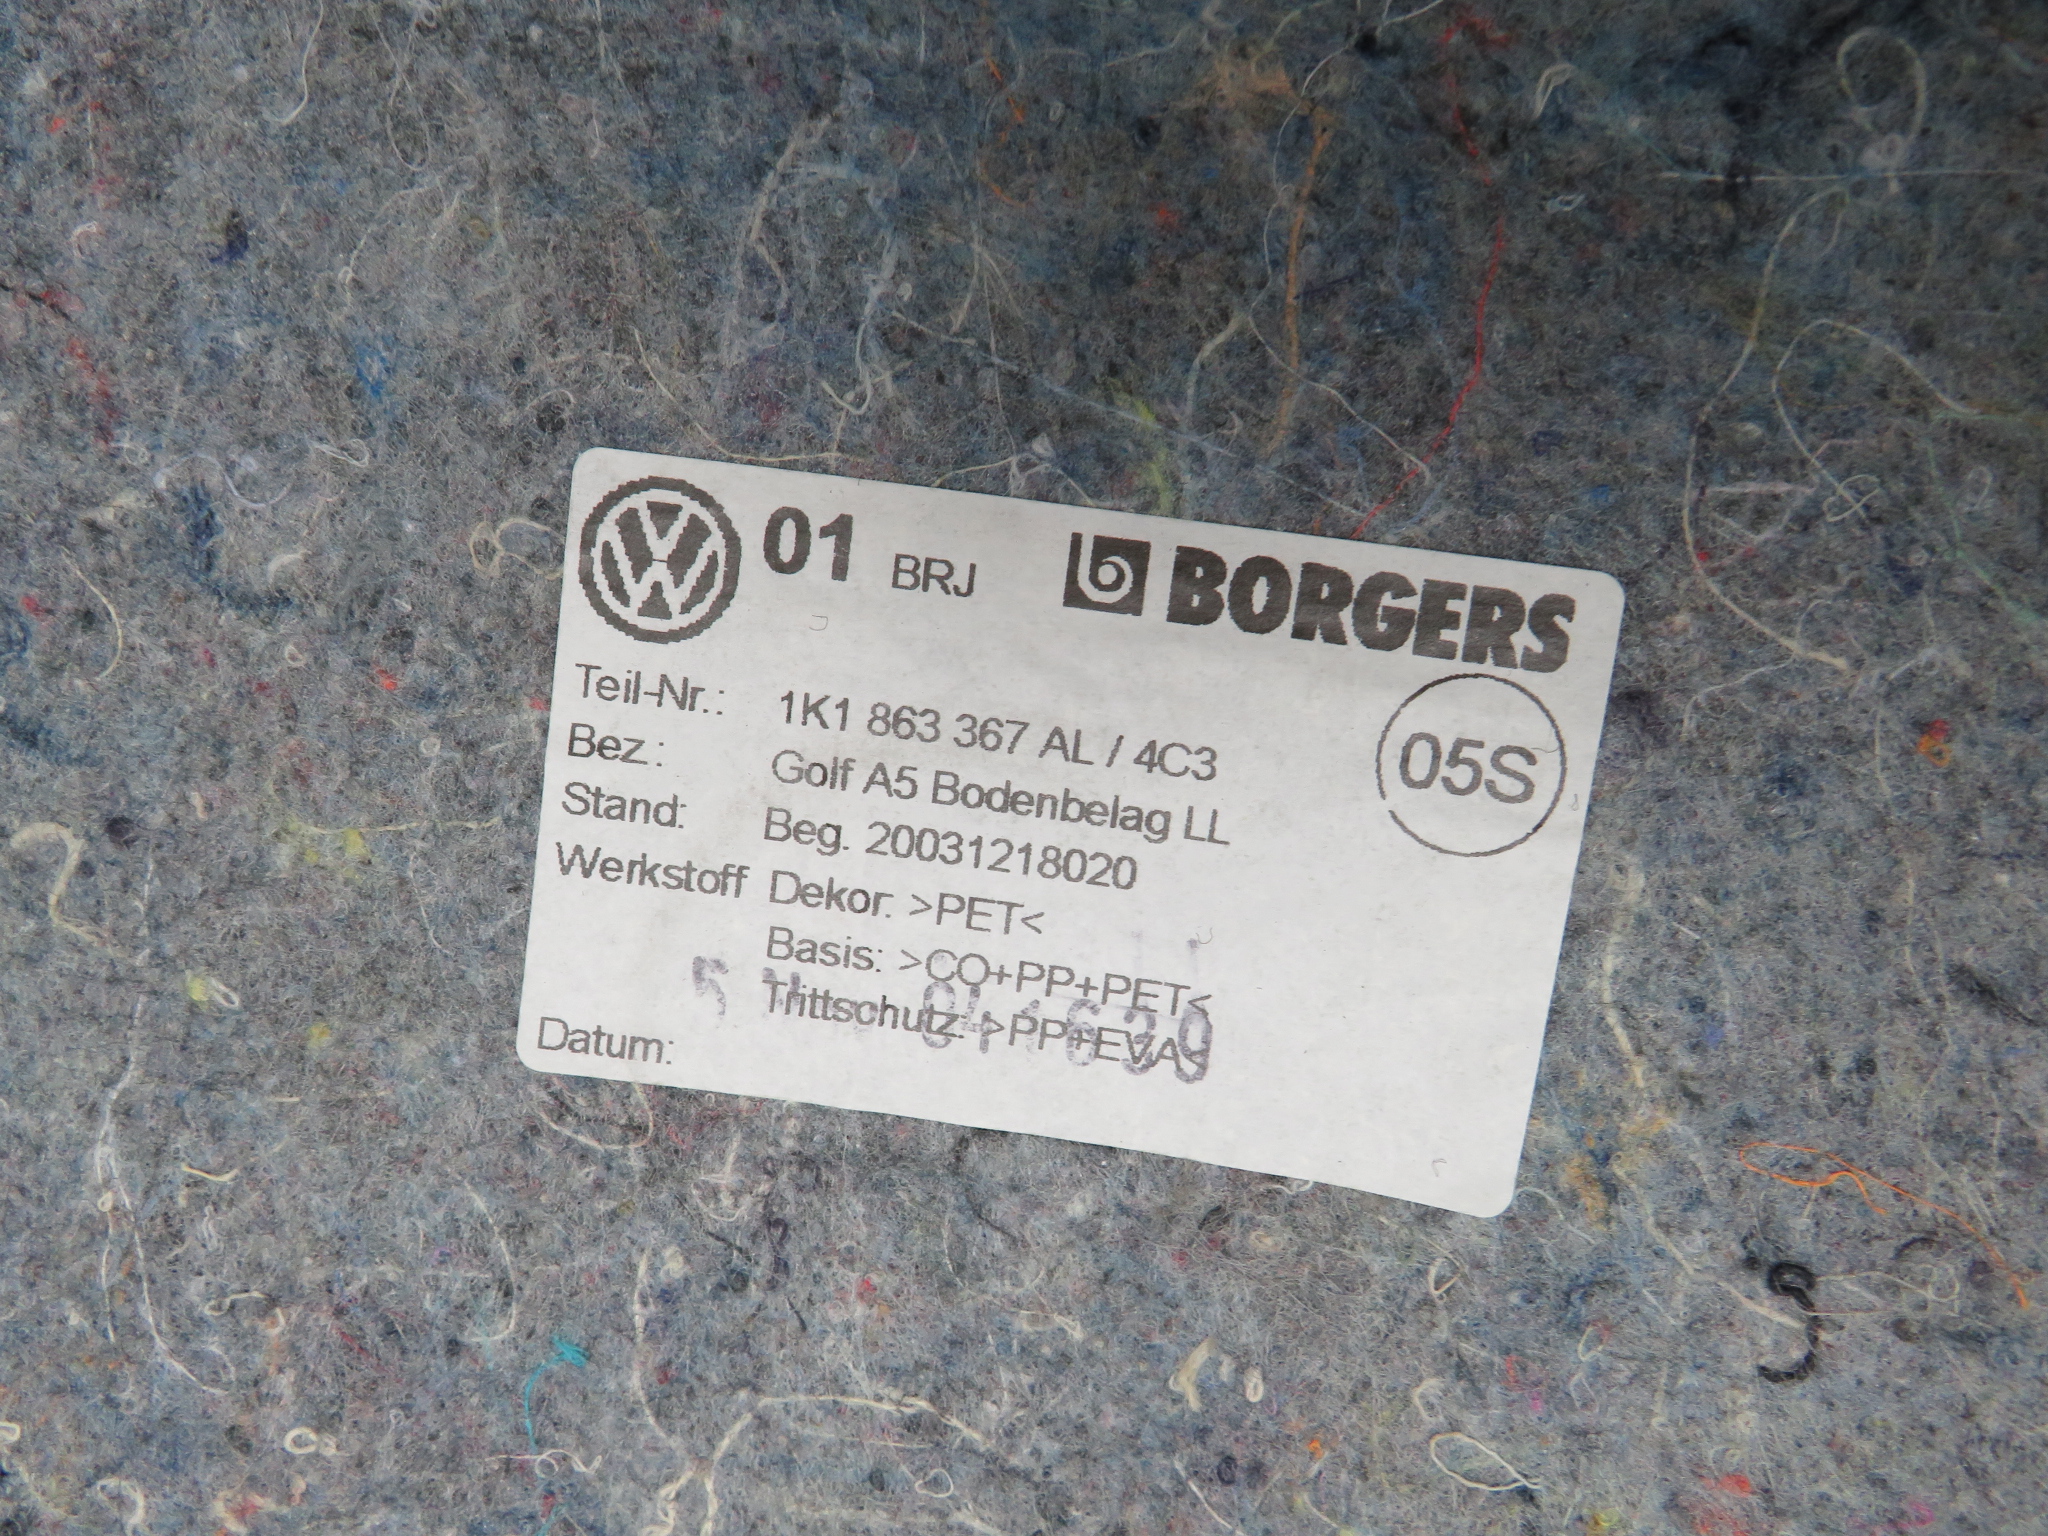 VW 01 BRJ BORGERS
Teil-Nr.: 1K1 863 367 AL / 4C3
05S
Bez.: Golf A5 Bodenbelag LL
Stand: Beg. 20031218020
Werkstoff Dekor: >PET<
Basis: >CO+PP+PET<
Trittschutz: >PP+EVA<
Datum: